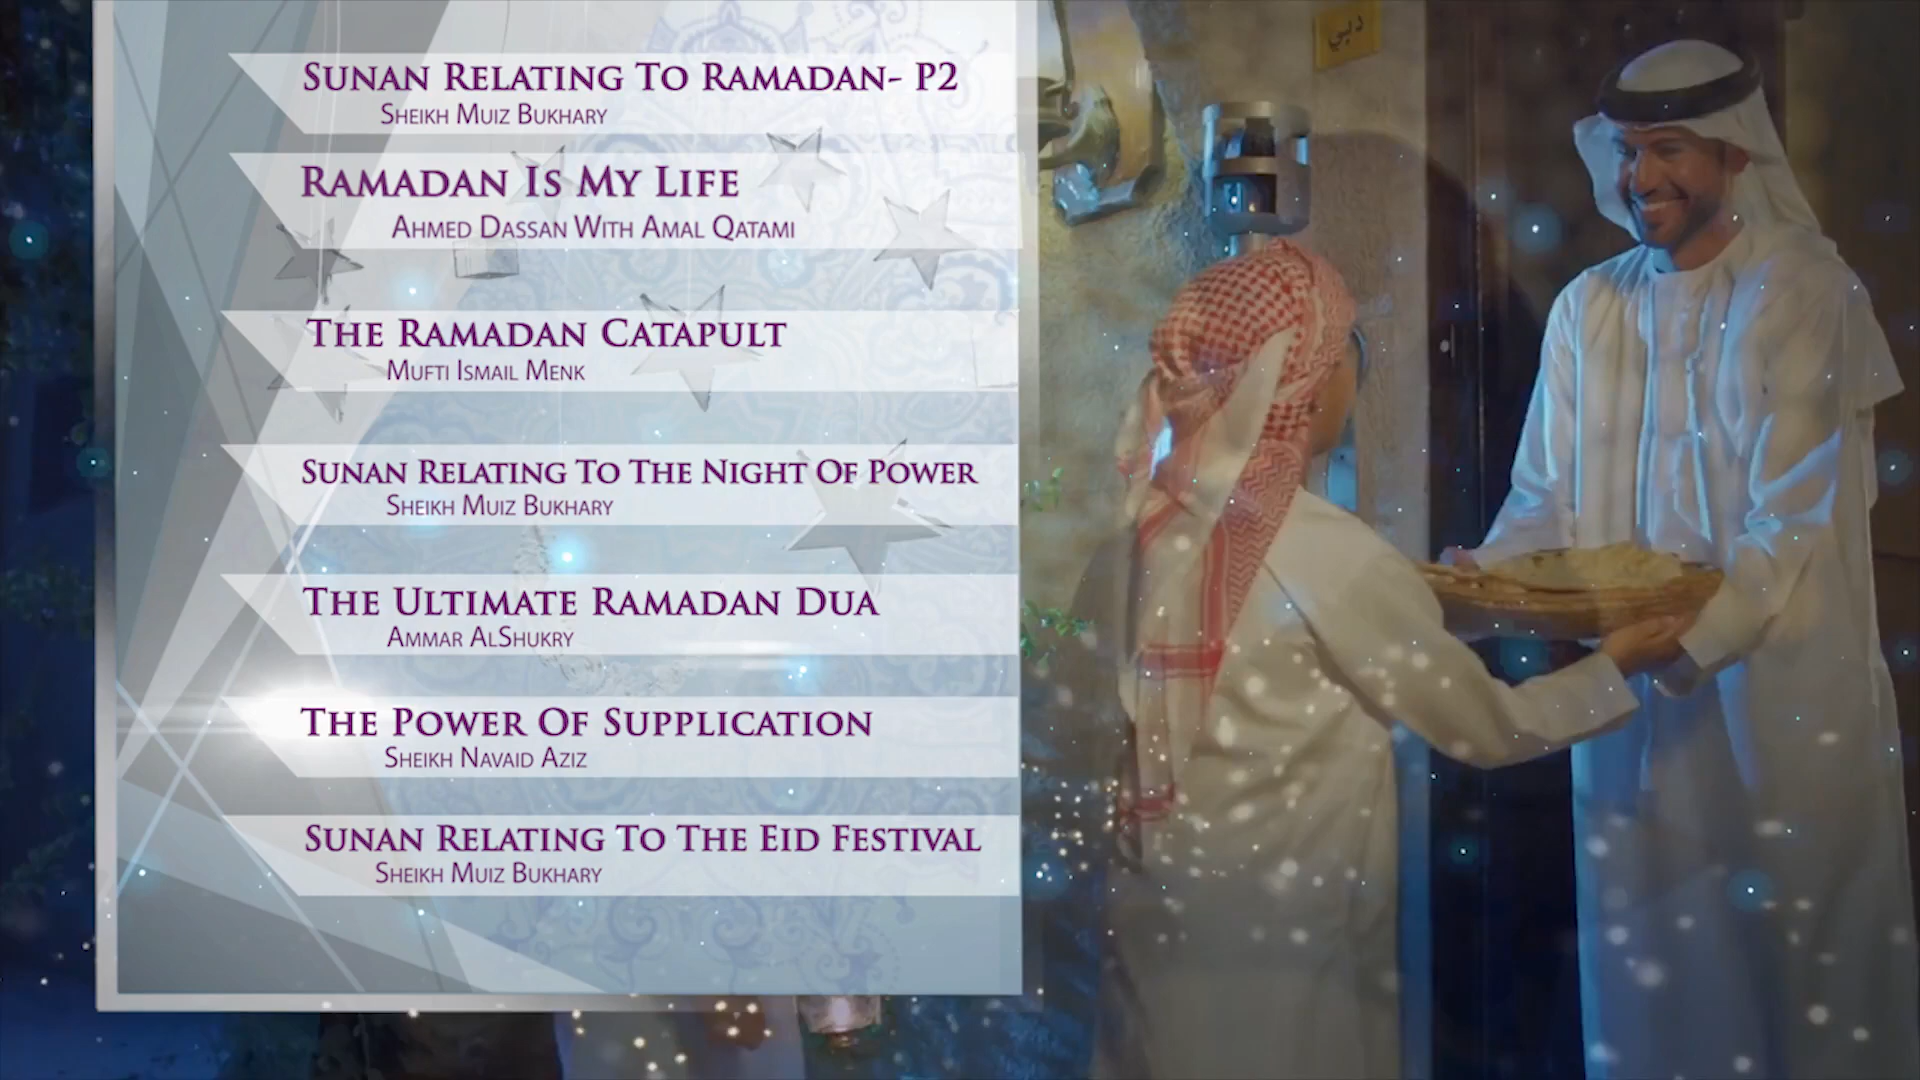 Sunan Relating To Ramadan- P2
Sheikh Muiz Bukhary
Ramadan Is My Life
Ahmed Dassan With Amal Qatami
The Ramadan Catapult
Mufti Ismail Menk
Sunan Relating To The Night Of Power
Sheikh Muiz Bukhary
The Ultimate Ramadan Dua
Ammar AlShukry
The Power Of Supplication
Sheikh Navaid Aziz
Sunan Relating To The Eid Festival
Sheikh Muiz Bukhary
دبي